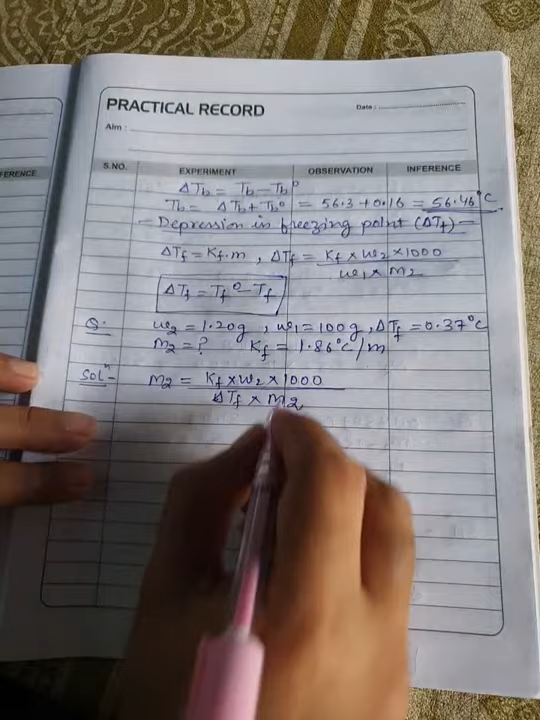 PRACTICAL RECORD
Date :
Aim :
FERENCE
S.NO. EXPERIMENT OBSERVATION INFERENCE
ΔTb = Tb - Tb°
Tb = ΔTb + Tb° = 56.3 + 0.16 = 56.46°C
- Depression in freezing point (ΔTf) -
ΔTf = Kf.m , ΔTf = Kf × w2 × 1000
w1 × M2
ΔTf = Tf° - Tf
Q. w2 = 1.20g , w1 = 100g , ΔTf = 0.37°C
M2 = ? Kf = 1.86°C/m
Solⁿ - M2 = Kf × w2 × 1000
ΔTf × M2